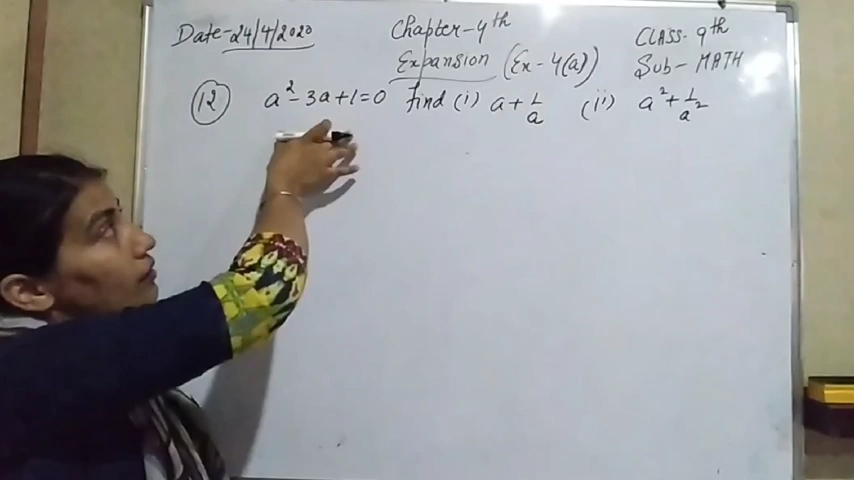 Date-24/4/2020 Chapter-4th CLASS-9th
Expansion (Ex-4(a)) Sub-MATH
12 a²-3a+1=0 find (i) a+1/a (ii) a²+1/a²